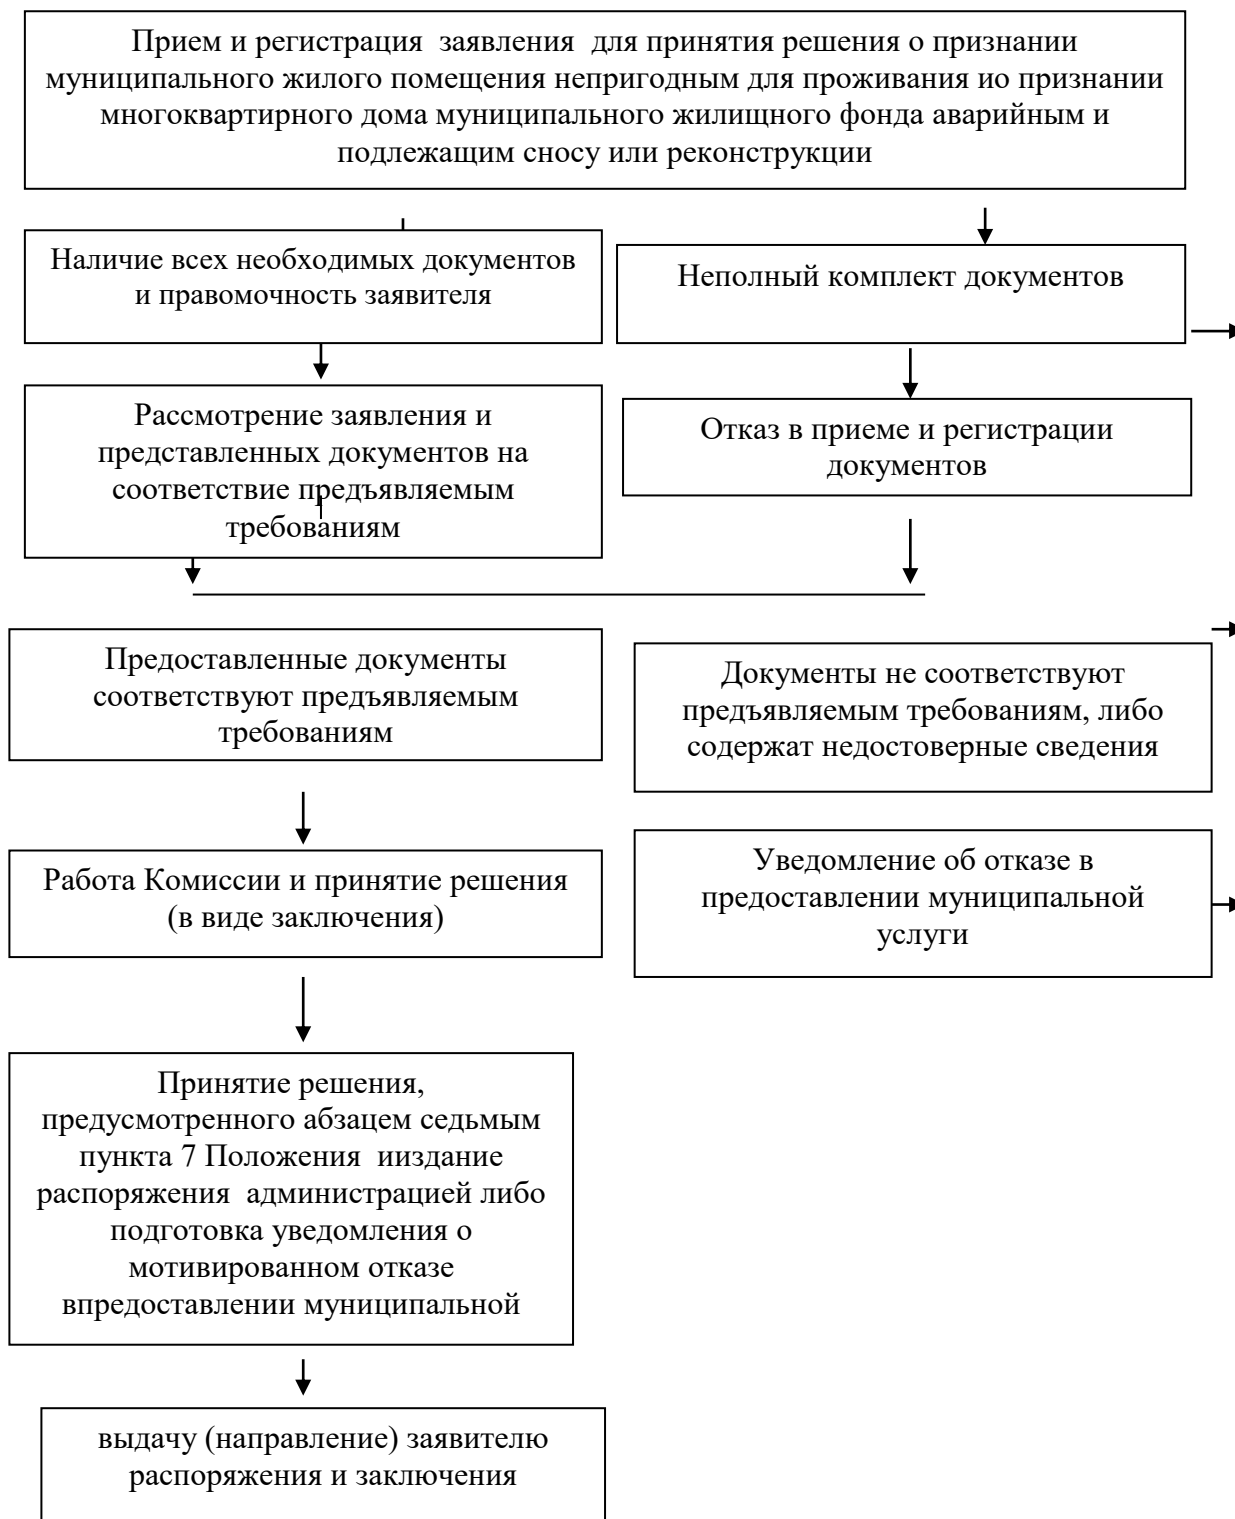 Прием и регистрация  заявления  для принятия решения о признании
муниципального жилого помещения непригодным для проживания ио признании
многоквартирного дома муниципального жилищного фонда аварийным и
подлежащим сносу или реконструкции
Наличие всех необходимых документов
и правомочность заявителя
Неполный комплект документов
Рассмотрение заявления и
представленных документов на
соответствие предъявляемым
требованиям
Отказ в приеме и регистрации
документов
Предоставленные документы
соответствуют предъявляемым
требованиям
Документы не соответствуют
предъявляемым требованиям, либо
содержат недостоверные сведения
Работа Комиссии и принятие решения
(в виде заключения)
Уведомление об отказе в
предоставлении муниципальной
услуги
Принятие решения,
предусмотренного абзацем седьмым
пункта 7 Положения  ииздание
распоряжения  администрацией либо
подготовка уведомления о
мотивированном отказе
впредоставлении муниципальной
выдачу (направление) заявителю
распоряжения и заключения